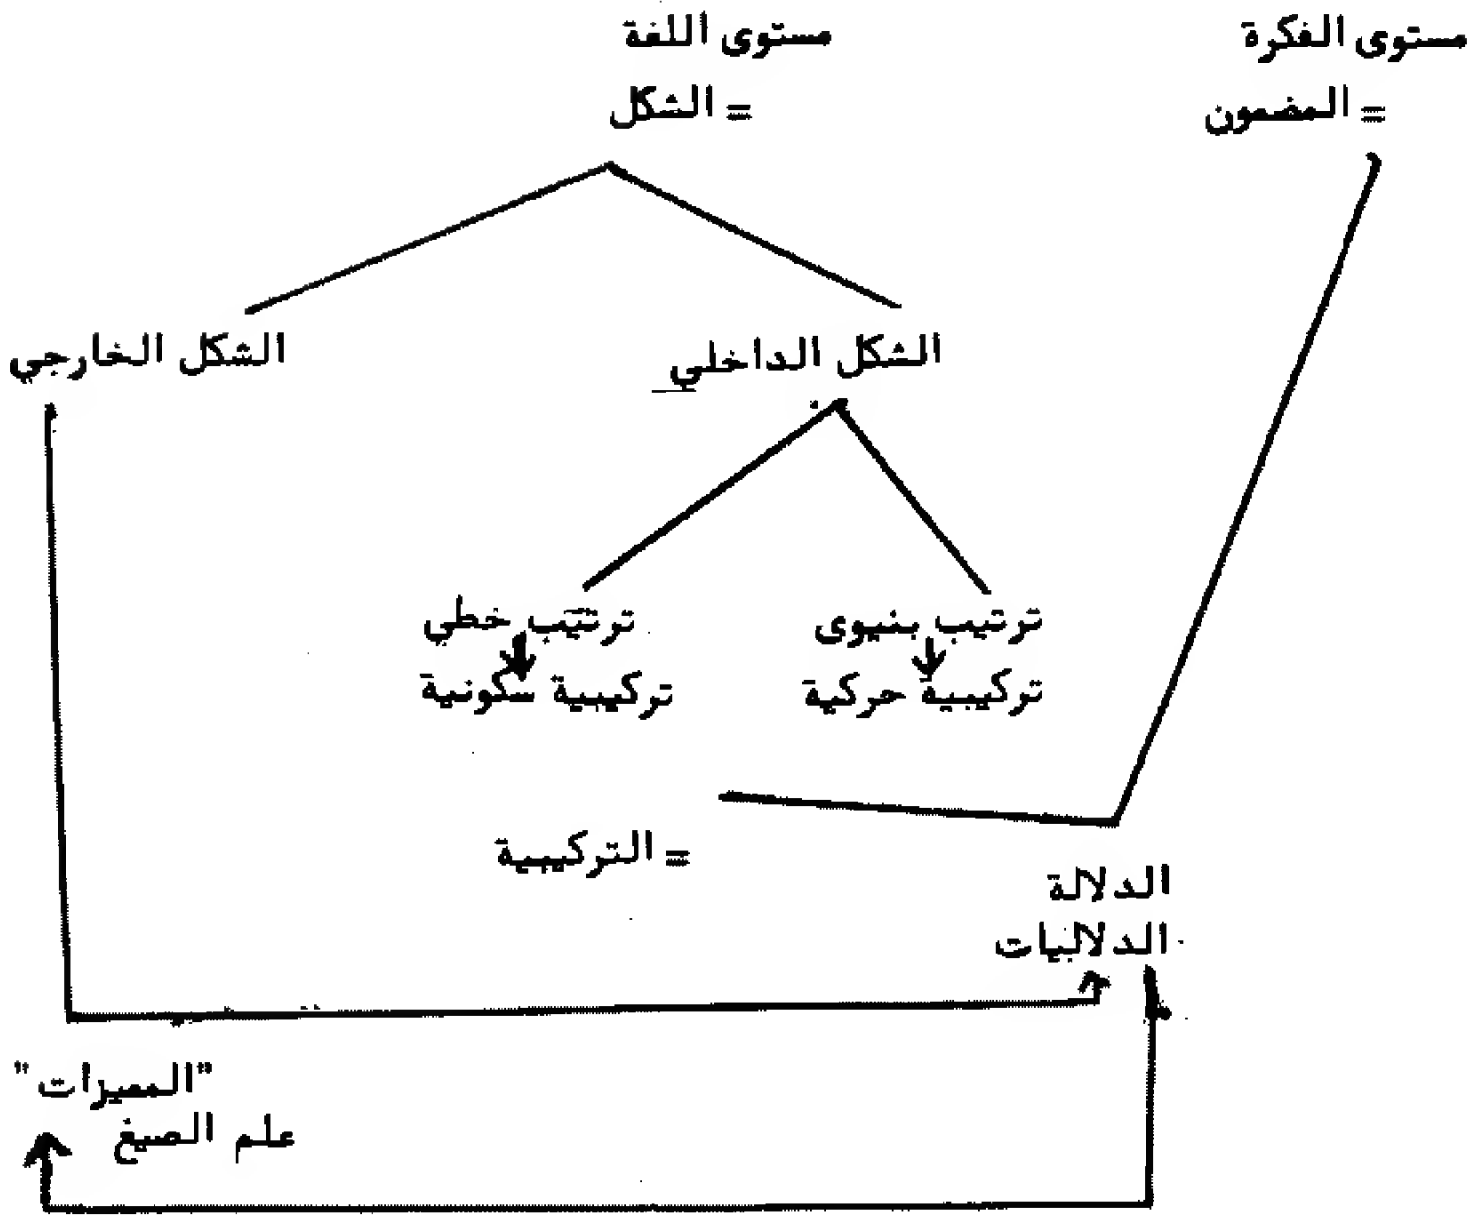 مستوى الفكرة
= المضمون
مستوى اللغة
= الشكل
الشكل الداخلي
الشكل الخارجي
ترتيب بنيوى
تركيبية حركية
ترتيب خطي
تركيبية سكونية
= التركيبية
الدلالة
الدلاليات
"المميزات"
علم الصيغ